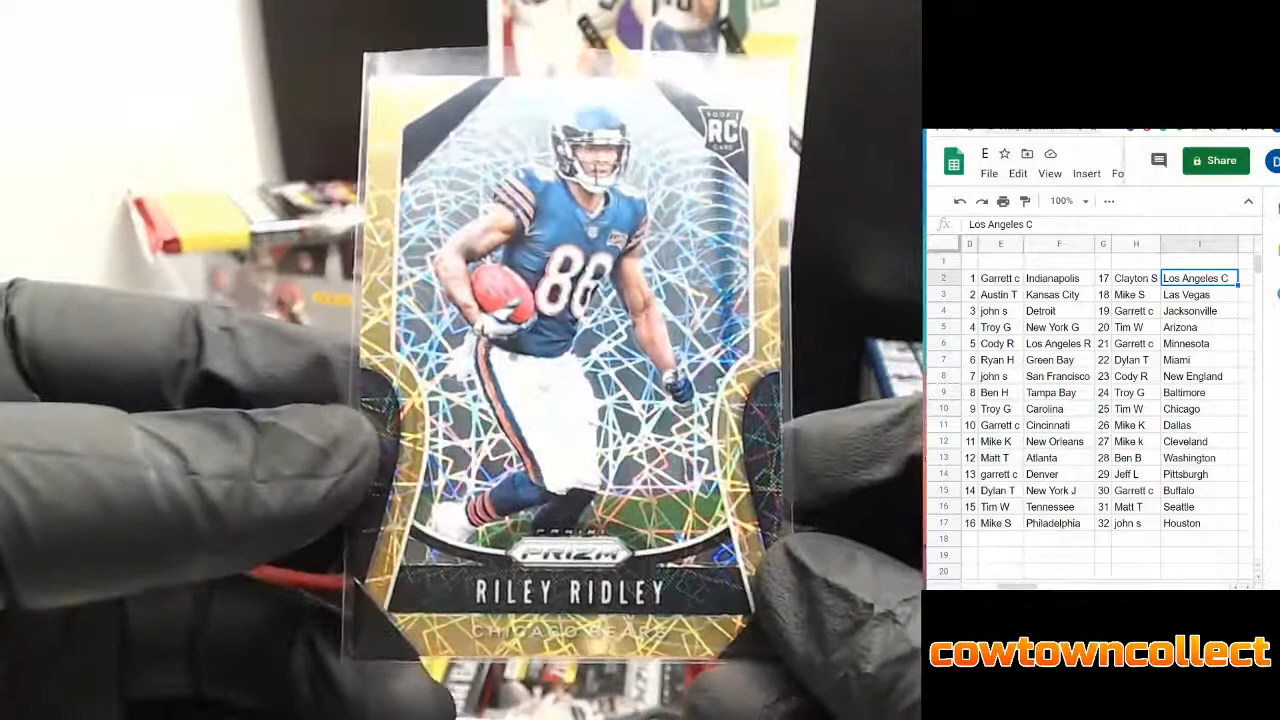 ROOKIE
RC
CARD
88
PANINI
PRIZM
RILEY RIDLEY
CHICAGO BEARS
E
Share
D
File Edit View Insert Fo
100%
fx Los Angeles C
D E F G H I
1
2 1 Garrett c Indianapolis 17 Clayton S Los Angeles C
3 2 Austin T Kansas City 18 Mike S Las Vegas
4 3 john s Detroit 19 Garrett c Jacksonville
5 4 Troy G New York G 20 Tim W Arizona
6 5 Cody R Los Angeles R 21 Garrett c Minnesota
7 6 Ryan H Green Bay 22 Dylan T Miami
8 7 john s San Francisco 23 Cody R New England
9 8 Ben H Tampa Bay 24 Troy G Baltimore
10 9 Troy G Carolina 25 Tim W Chicago
11 10 Garrett c Cincinnati 26 Mike K Dallas
12 11 Mike K New Orleans 27 Mike k Cleveland
13 12 Matt T Atlanta 28 Ben B Washington
14 13 garrett c Denver 29 Jeff L Pittsburgh
15 14 Dylan T New York J 30 Garrett c Buffalo
16 15 Tim W Tennessee 31 Matt T Seattle
17 16 Mike S Philadelphia 32 john s Houston
18
19
20
cowtowncollect